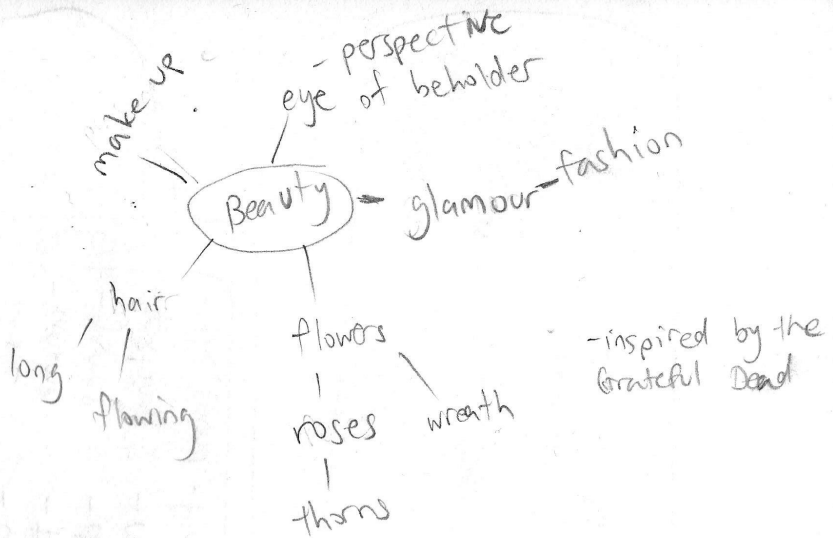 - perspective
eye of beholder
make up
Beauty
glamour - fashion
hair
long
flowing
flowers
roses
wreath
thorns
- inspired by the
Grateful Dead